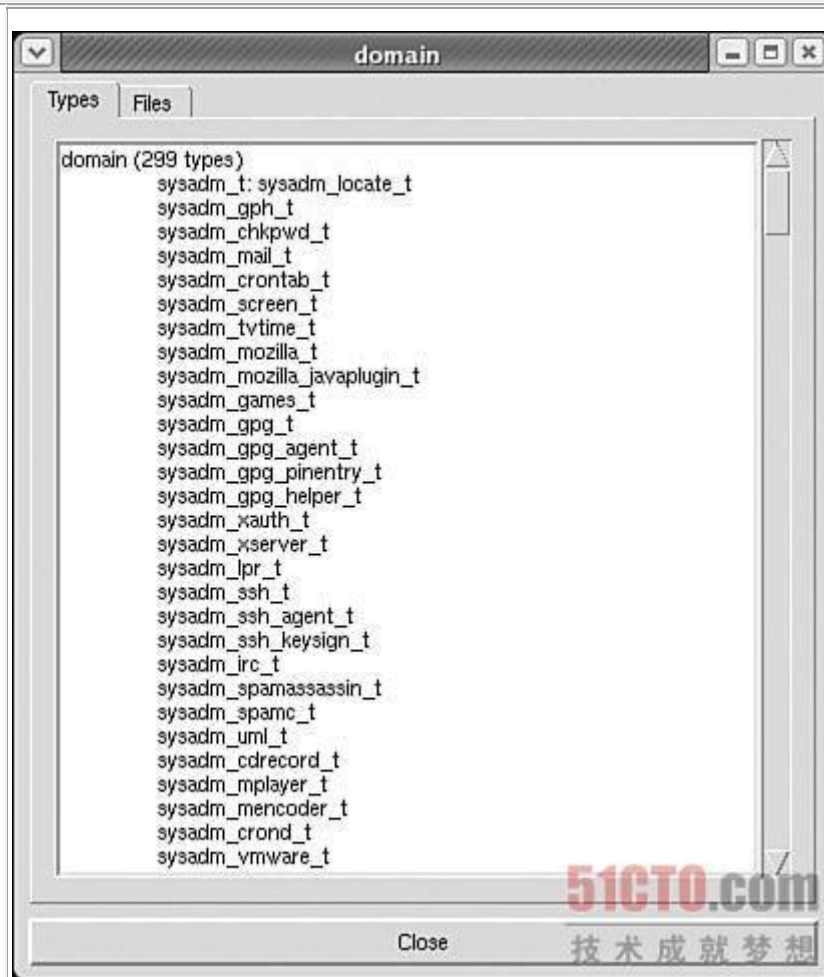 domain
Types Files
domain (299 types)
sysadm_t: sysadm_locate_t
sysadm_gph_t
sysadm_chkpwd_t
sysadm_mail_t
sysadm_crontab_t
sysadm_screen_t
sysadm_tvtime_t
sysadm_mozilla_t
sysadm_mozilla_javaplugin_t
sysadm_games_t
sysadm_gpg_t
sysadm_gpg_agent_t
sysadm_gpg_pinentry_t
sysadm_gpg_helper_t
sysadm_xauth_t
sysadm_xserver_t
sysadm_lpr_t
sysadm_ssh_t
sysadm_ssh_agent_t
sysadm_ssh_keysign_t
sysadm_irc_t
sysadm_spamassassin_t
sysadm_spamc_t
sysadm_uml_t
sysadm_cdrecord_t
sysadm_mplayer_t
sysadm_mencoder_t
sysadm_crond_t
sysadm_vmware_t
51CTO.com
Close
技术成就梦想